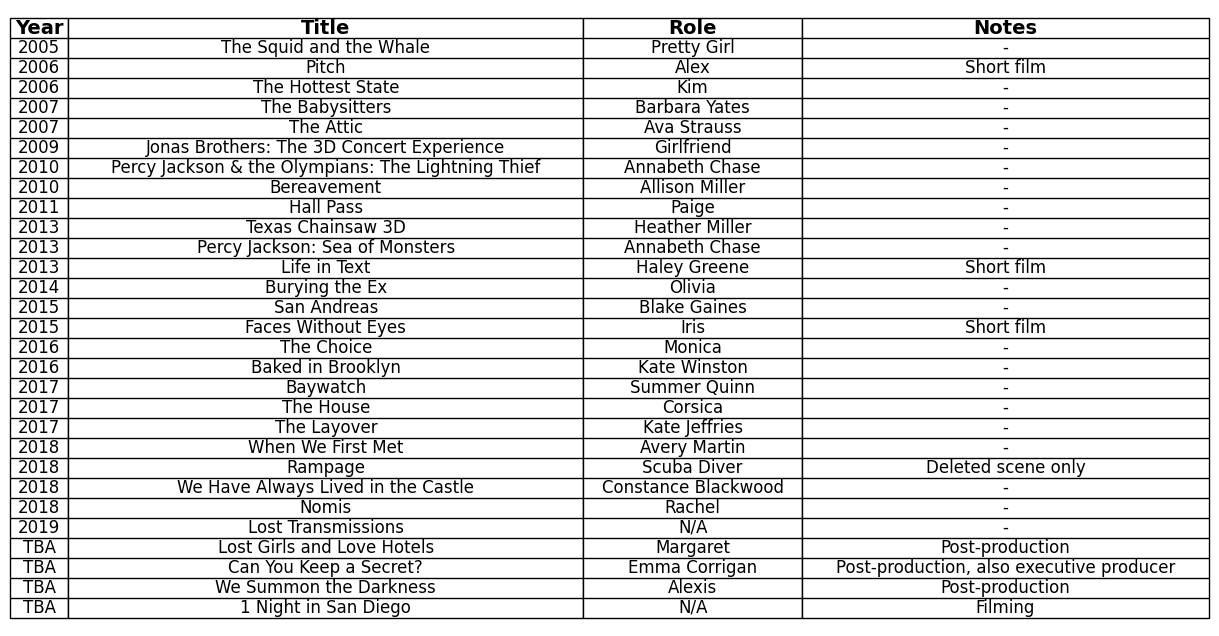 Year Title Role Notes
2005 The Squid and the Whale Pretty Girl -
2006 Pitch Alex Short film
2006 The Hottest State Kim -
2007 The Babysitters Barbara Yates -
2007 The Attic Ava Strauss -
2009 Jonas Brothers: The 3D Concert Experience Girlfriend -
2010 Percy Jackson & the Olympians: The Lightning Thief Annabeth Chase -
2010 Bereavement Allison Miller -
2011 Hall Pass Paige -
2013 Texas Chainsaw 3D Heather Miller -
2013 Percy Jackson: Sea of Monsters Annabeth Chase -
2013 Life in Text Haley Greene Short film
2014 Burying the Ex Olivia -
2015 San Andreas Blake Gaines -
2015 Faces Without Eyes Iris Short film
2016 The Choice Monica -
2016 Baked in Brooklyn Kate Winston -
2017 Baywatch Summer Quinn -
2017 The House Corsica -
2017 The Layover Kate Jeffries -
2018 When We First Met Avery Martin -
2018 Rampage Scuba Diver Deleted scene only
2018 We Have Always Lived in the Castle Constance Blackwood -
2018 Nomis Rachel -
2019 Lost Transmissions N/A -
TBA Lost Girls and Love Hotels Margaret Post-production
TBA Can You Keep a Secret? Emma Corrigan Post-production, also executive producer
TBA We Summon the Darkness Alexis Post-production
TBA 1 Night in San Diego N/A Filming